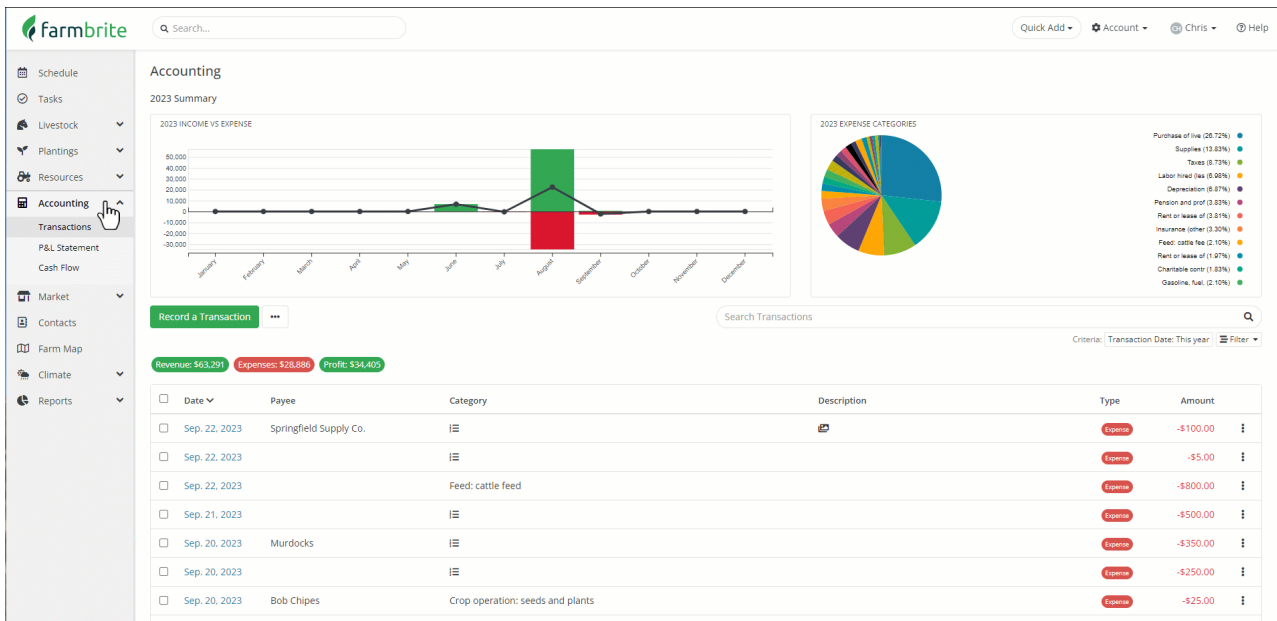 farmbrite
Search...
Quick Add
Account
CH
Chris
Help
Schedule
Tasks
Livestock
Plantings
Resources
Accounting
Transactions
P&L Statement
Cash Flow
Market
Contacts
Farm Map
Climate
Reports
Accounting
2023 Summary
2023 INCOME VS EXPENSE
50,000
40,000
30,000
20,000
10,000
0
-10,000
-20,000
-30,000
January
February
March
April
May
June
July
August
September
October
November
December
2023 EXPENSE CATEGORIES
Purchase of live (26.72%)
Supplies (13.83%)
Taxes (8.73%)
Labor hired (les (6.98%)
Depreciation (6.87%)
Pension and prof (3.83%)
Rent or lease of (3.81%)
Insurance (other (3.30%)
Feed: cattle fee (2.10%)
Rent or lease of (1.97%)
Charitable contr (1.83%)
Gasoline, fuel, (2.10%)
Record a Transaction
Search Transactions
Criteria: Transaction Date: This year Filter
Revenue: $63,291 Expenses: $28,886 Profit: $34,405
Date Payee Category Description Type Amount
Sep. 22, 2023 Springfield Supply Co. Expense -$100.00
Sep. 22, 2023 Expense -$5.00
Sep. 22, 2023 Feed: cattle feed Expense -$800.00
Sep. 21, 2023 Expense -$500.00
Sep. 20, 2023 Murdocks Expense -$350.00
Sep. 20, 2023 Expense -$250.00
Sep. 20, 2023 Bob Chipes Crop operation: seeds and plants Expense -$25.00